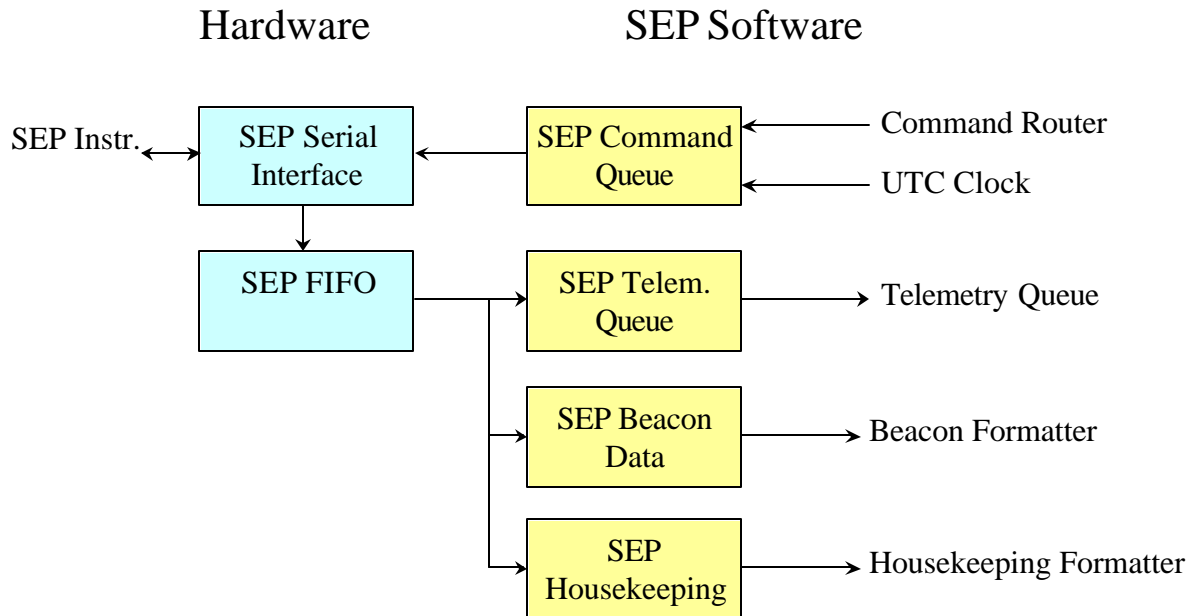 Hardware
SEP Software
SEP Instr.
SEP Serial
Interface
SEP Command
Queue
Command Router
UTC Clock
SEP FIFO
SEP Telem.
Queue
Telemetry Queue
SEP Beacon
Data
Beacon Formatter
SEP
Housekeeping
Housekeeping Formatter